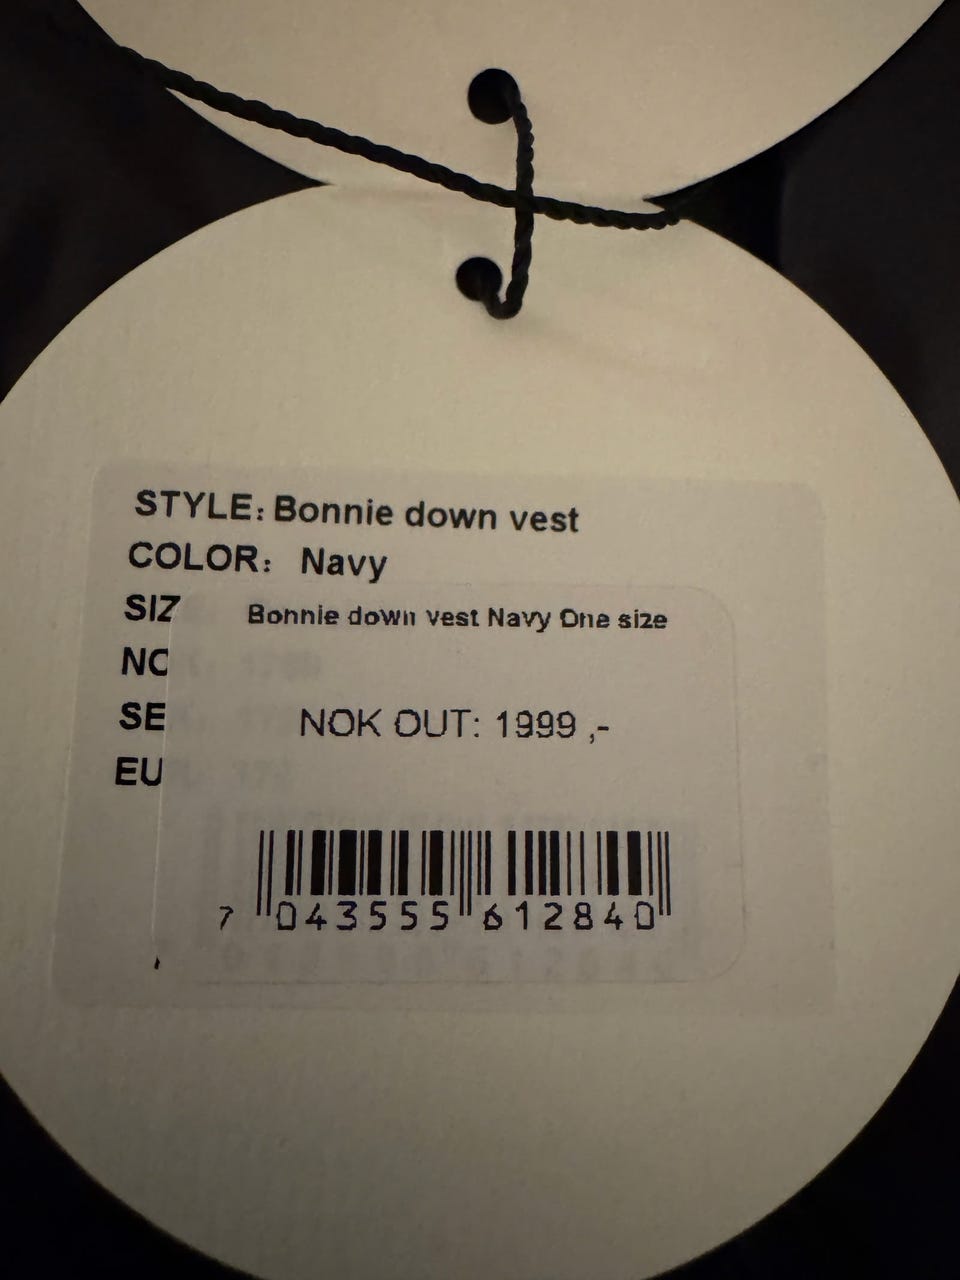 STYLE: Bonnie down vest
COLOR: Navy
SIZ
Bonnie down vest Navy One size
NO
SE
NOK OUT: 1999 ,-
EU
7 043555 612840